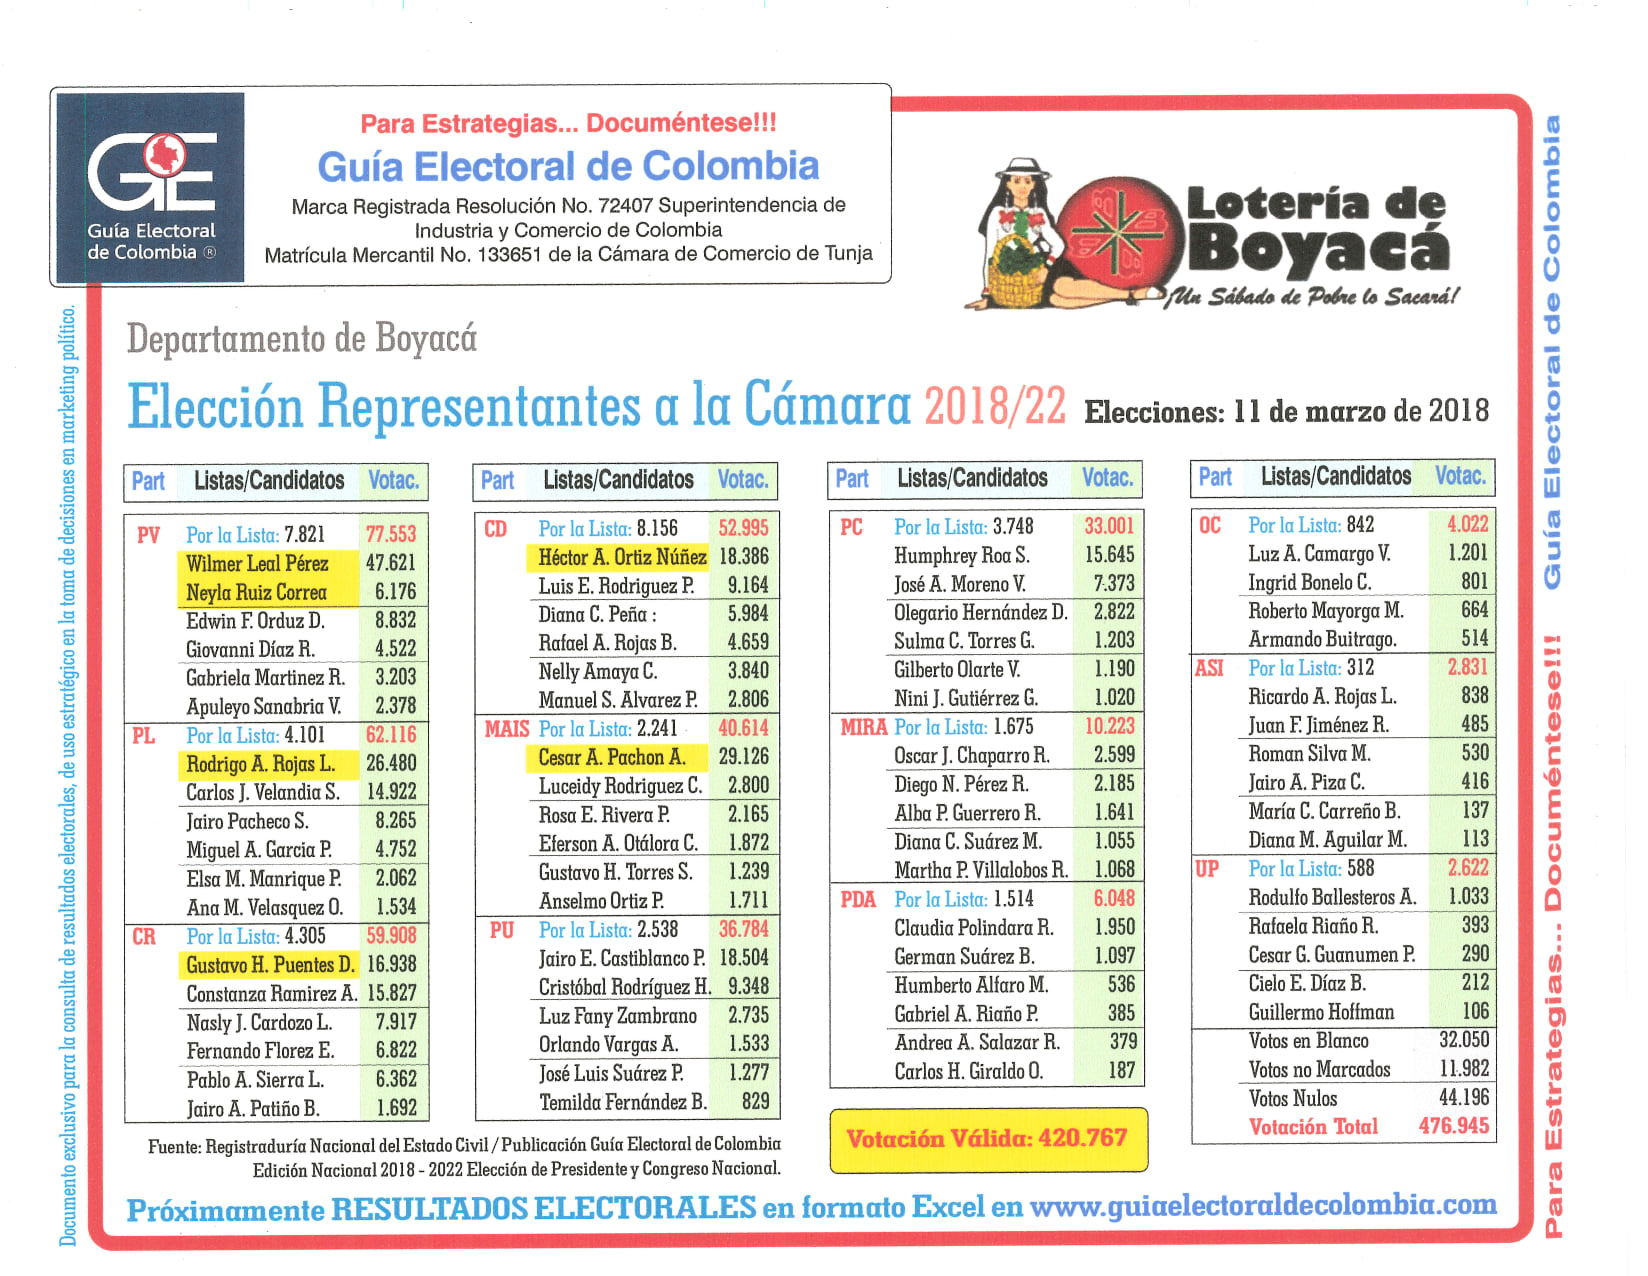 Para Estrategias... Documéntese!!!
Guía Electoral de Colombia
Marca Registrada Resolución No. 72407 Superintendencia de
Industria y Comercio de Colombia
Matrícula Mercantil No. 133651 de la Cámara de Comercio de Tunja
GE
Guía Electoral
de Colombia ®
Lotería de
Boyacá
¡Un Sábado de Pobre lo Sacará!
Departamento de Boyacá
Elección Representantes a la Cámara 2018/22 Elecciones: 11 de marzo de 2018
Part Listas/Candidatos Votac.
PV Por la Lista: 7.821 77.553
Wilmer Leal Pérez 47.621
Neyla Ruiz Correa 6.176
Edwin F. Orduz D. 8.832
Giovanni Díaz R. 4.522
Gabriela Martinez R. 3.203
Apuleyo Sanabria V. 2.378
PL Por la Lista: 4.101 62.116
Rodrigo A. Rojas L. 26.480
Carlos J. Velandia S. 14.922
Jairo Pacheco S. 8.265
Miguel A. Garcia P. 4.752
Elsa M. Manrique P. 2.062
Ana M. Velasquez O. 1.534
CR Por la Lista: 4.305 59.908
Gustavo H. Puentes D. 16.938
Constanza Ramirez A. 15.827
Nasly J. Cardozo L. 7.917
Fernando Florez E. 6.822
Pablo A. Sierra L. 6.362
Jairo A. Patiño B. 1.692
Part Listas/Candidatos Votac.
CD Por la Lista: 8.156 52.995
Héctor A. Ortiz Núñez 18.386
Luis E. Rodriguez P. 9.164
Diana C. Peña : 5.984
Rafael A. Rojas B. 4.659
Nelly Amaya C. 3.840
Manuel S. Alvarez P. 2.806
MAIS Por la Lista: 2.241 40.614
Cesar A. Pachon A. 29.126
Luceidy Rodriguez C. 2.800
Rosa E. Rivera P. 2.165
Eferson A. Otálora C. 1.872
Gustavo H. Torres S. 1.239
Anselmo Ortiz P. 1.711
PU Por la Lista: 2.538 36.784
Jairo E. Castiblanco P. 18.504
Cristóbal Rodríguez H. 9.348
Luz Fany Zambrano 2.735
Orlando Vargas A. 1.533
José Luis Suárez P. 1.277
Temilda Fernández B. 829
Part Listas/Candidatos Votac.
PC Por la Lista: 3.748 33.001
Humphrey Roa S. 15.645
José A. Moreno V. 7.373
Olegario Hernández D. 2.822
Sulma C. Torres G. 1.203
Gilberto Olarte V. 1.190
Nini J. Gutiérrez G. 1.020
MIRA Por la Lista: 1.675 10.223
Oscar J. Chaparro R. 2.599
Diego N. Pérez R. 2.185
Alba P. Guerrero R. 1.641
Diana C. Suárez M. 1.055
Martha P. Villalobos R. 1.068
PDA Por la Lista: 1.514 6.048
Claudia Polindara R. 1.950
German Suárez B. 1.097
Humberto Alfaro M. 536
Gabriel A. Riaño P. 385
Andrea A. Salazar R. 379
Carlos H. Giraldo O. 187
Votación Válida: 420.767
Part Listas/Candidatos Votac.
OC Por la Lista: 842 4.022
Luz A. Camargo V. 1.201
Ingrid Bonelo C. 801
Roberto Mayorga M. 664
Armando Buitrago. 514
ASI Por la Lista: 312 2.831
Ricardo A. Rojas L. 838
Juan F. Jiménez R. 485
Roman Silva M. 530
Jairo A. Piza C. 416
María C. Carreño B. 137
Diana M. Aguilar M. 113
UP Por la Lista: 588 2.622
Rodulfo Ballesteros A. 1.033
Rafaela Riaño R. 393
Cesar G. Guanumen P. 290
Cielo E. Díaz B. 212
Guillermo Hoffman 106
Votos en Blanco 32.050
Votos no Marcados 11.982
Votos Nulos 44.196
Votación Total 476.945
Fuente: Registraduría Nacional del Estado Civil / Publicación Guía Electoral de Colombia
Edición Nacional 2018 - 2022 Elección de Presidente y Congreso Nacional.
Próximamente RESULTADOS ELECTORALES en formato Excel en www.guiaelectoraldecolombia.com
Documento exclusivo para la consulta de resultados electorales, de uso estratégico en la toma de decisiones en marketing político.
Para Estrategias... Documéntese!!! Guía Electoral de Colombia